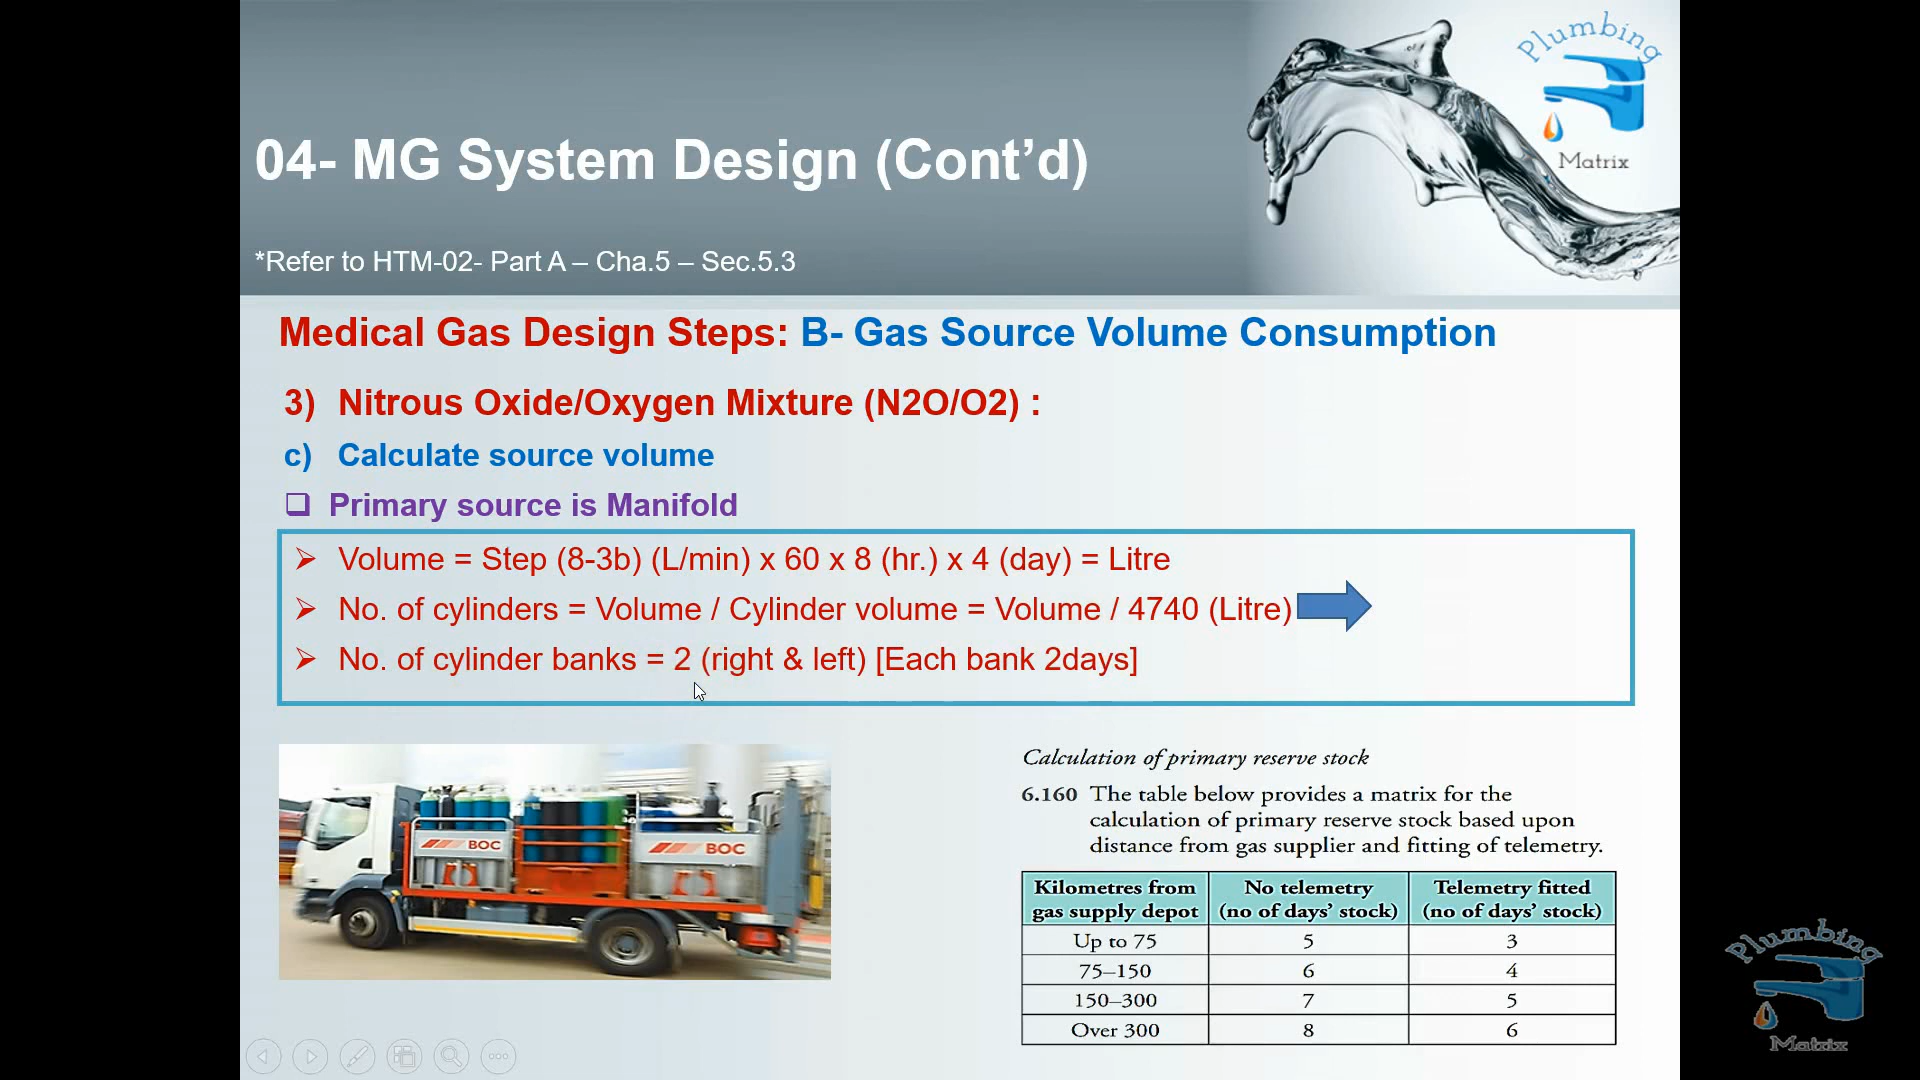 Plumbing
Matrix
04- MG System Design (Cont’d)
*Refer to HTM-02- Part A – Cha.5 – Sec.5.3
Medical Gas Design Steps: B- Gas Source Volume Consumption
3) Nitrous Oxide/Oxygen Mixture (N2O/O2) :
c) Calculate source volume
❑ Primary source is Manifold
➢ Volume = Step (8-3b) (L/min) x 60 x 8 (hr.) x 4 (day) = Litre
➢ No. of cylinders = Volume / Cylinder volume = Volume / 4740 (Litre)
➢ No. of cylinder banks = 2 (right & left) [Each bank 2days]
BOC
BOC
Calculation of primary reserve stock
6.160 The table below provides a matrix for the
calculation of primary reserve stock based upon
distance from gas supplier and fitting of telemetry.
Kilometres from gas supply depot No telemetry (no of days’ stock) Telemetry fitted (no of days’ stock)
Up to 75 5 3
75–150 6 4
150–300 7 5
Over 300 8 6
Plumbing
Matrix